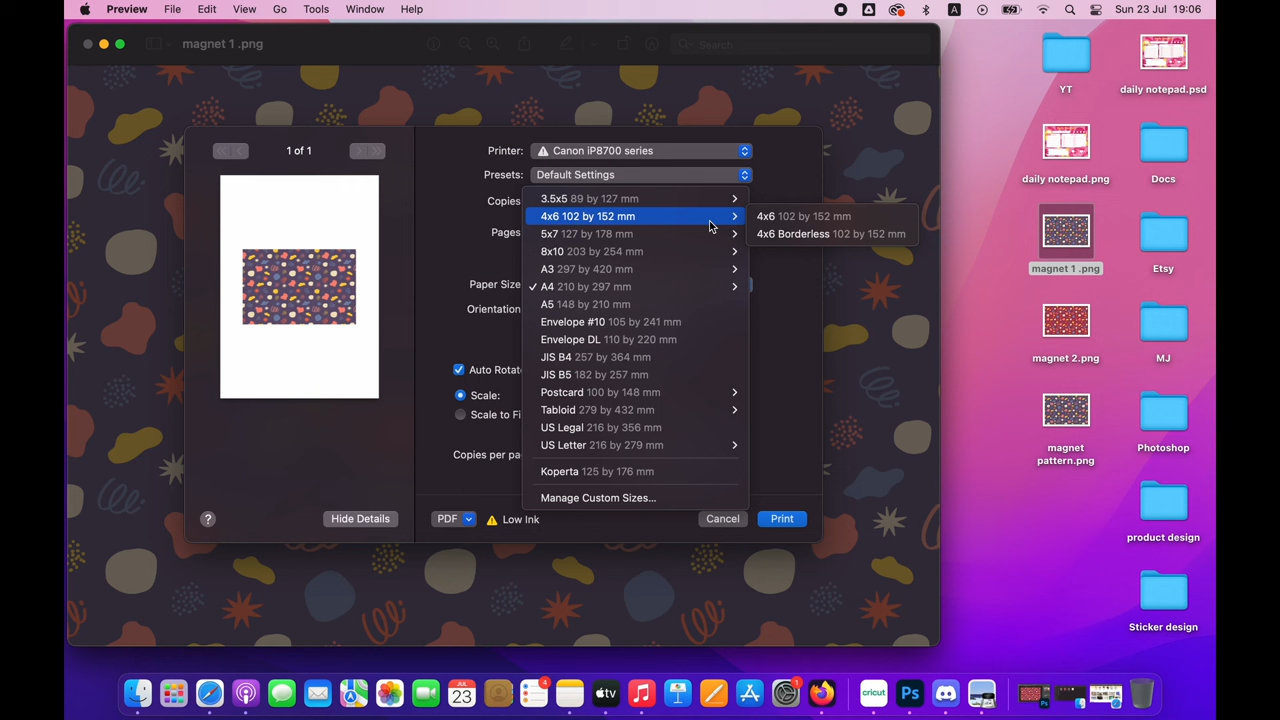 Preview File Edit View Go Tools Window Help
A
Sun 23 Jul 19:06
magnet 1 .png
Search
1 of 1
Printer: Canon iP8700 series
Presets: Default Settings
Copies
Pages
Paper Size
Orientation
Auto Rotate
Scale:
Scale to Fi
Copies per pa
3.5x5 89 by 127 mm
4x6 102 by 152 mm
5x7 127 by 178 mm
8x10 203 by 254 mm
A3 297 by 420 mm
A4 210 by 297 mm
A5 148 by 210 mm
Envelope #10 105 by 241 mm
Envelope DL 110 by 220 mm
JIS B4 257 by 364 mm
JIS B5 182 by 257 mm
Postcard 100 by 148 mm
Tabloid 279 by 432 mm
US Legal 216 by 356 mm
US Letter 216 by 279 mm
Koperta 125 by 176 mm
Manage Custom Sizes...
4x6 102 by 152 mm
4x6 Borderless 102 by 152 mm
? Hide Details
PDF Low Ink
Cancel Print
YT
daily notepad.psd
daily notepad.png
Docs
magnet 1 .png
Etsy
magnet 2.png
MJ
magnet
pattern.png
Photoshop
product design
Sticker design
JUL
23
4
tv
1
cricut
Ps